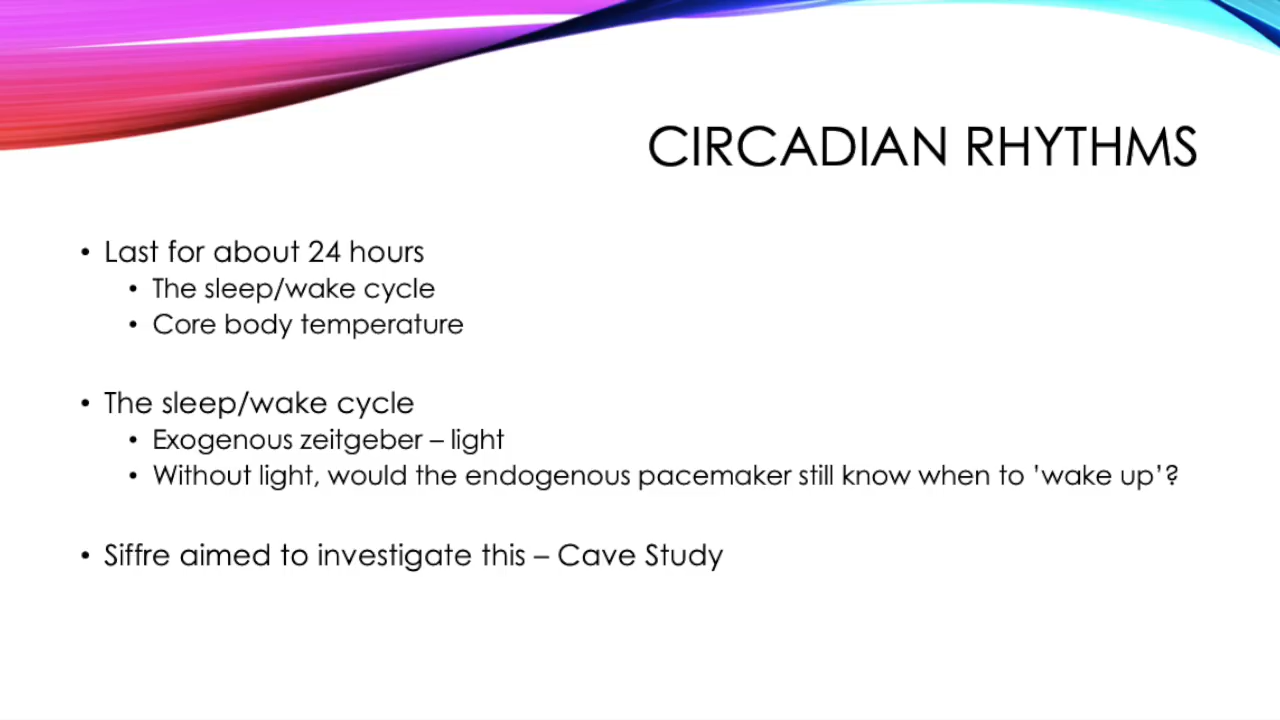 CIRCADIAN RHYTHMS
• Last for about 24 hours
• The sleep/wake cycle
• Core body temperature
• The sleep/wake cycle
• Exogenous zeitgeber – light
• Without light, would the endogenous pacemaker still know when to 'wake up'?
• Siffre aimed to investigate this – Cave Study